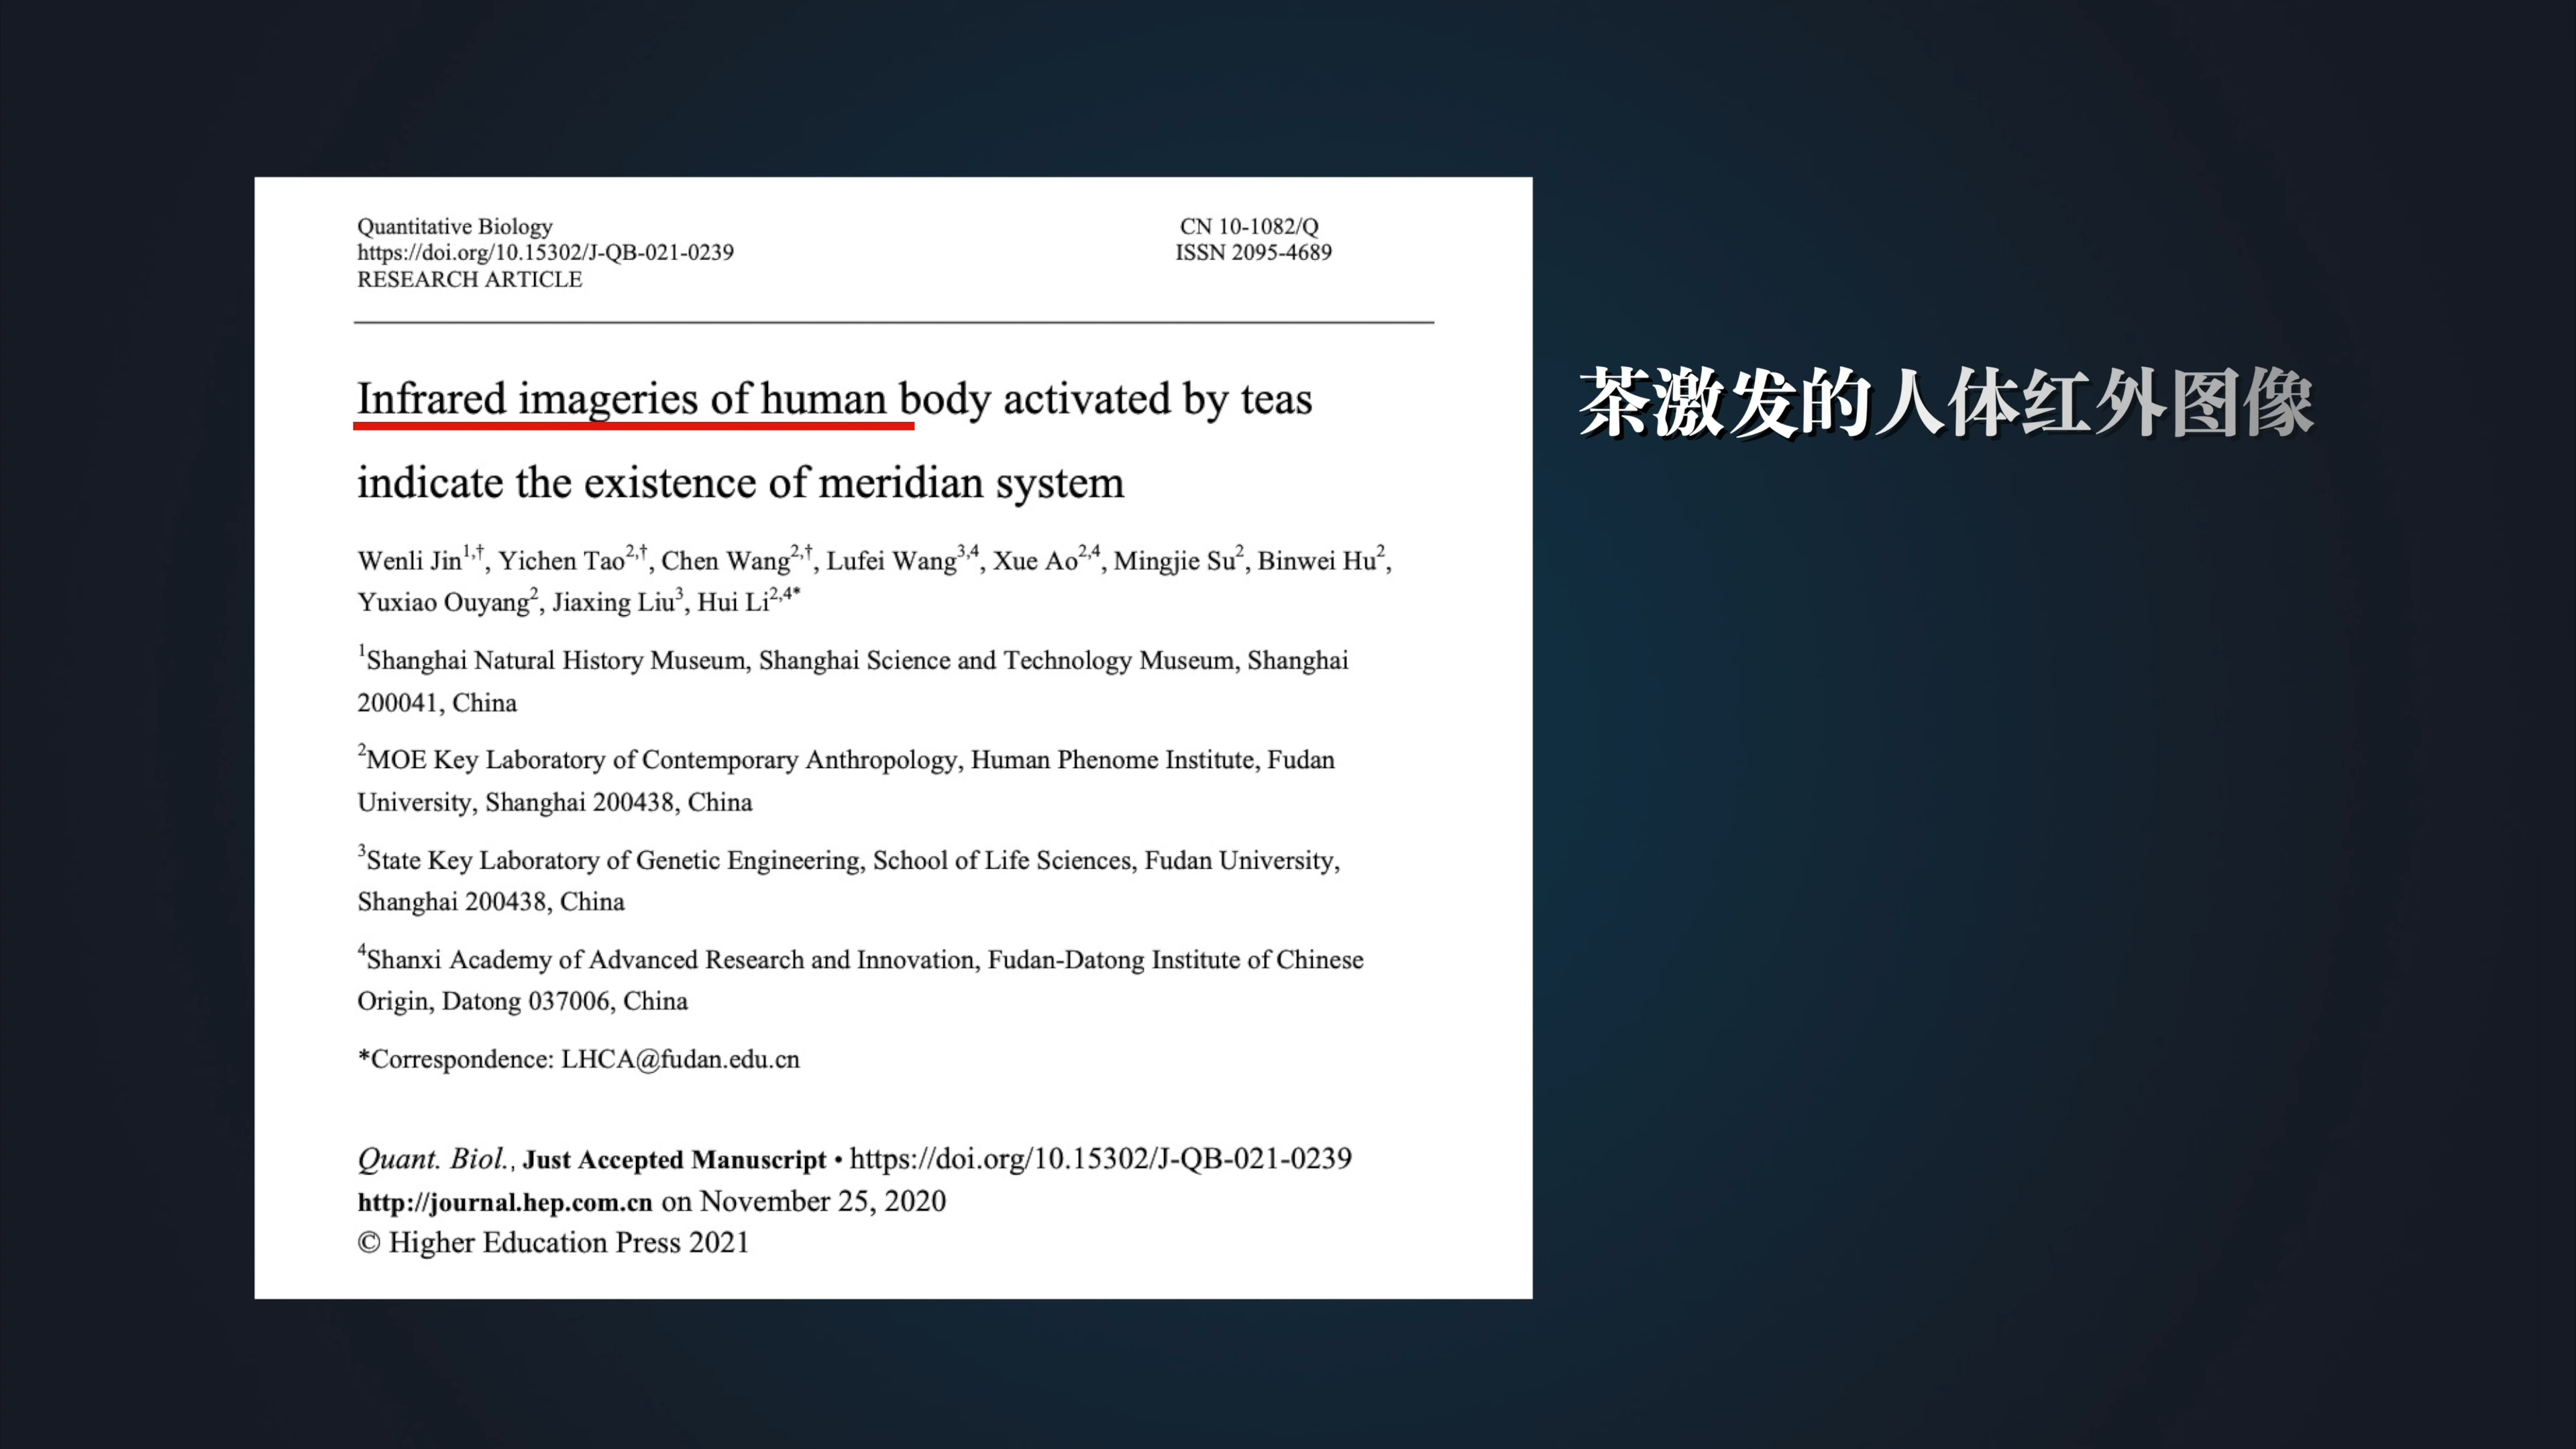 Quantitative Biology
CN 10-1082/Q
https://doi.org/10.15302/J-QB-021-0239
ISSN 2095-4689
RESEARCH ARTICLE
Infrared imageries of human body activated by teas
indicate the existence of meridian system
Wenli Jin1,†, Yichen Tao2,†, Chen Wang2,†, Lufei Wang3,4, Xue Ao2,4, Mingjie Su2, Binwei Hu2,
Yuxiao Ouyang2, Jiaxing Liu3, Hui Li2,4*
1Shanghai Natural History Museum, Shanghai Science and Technology Museum, Shanghai
200041, China
2MOE Key Laboratory of Contemporary Anthropology, Human Phenome Institute, Fudan
University, Shanghai 200438, China
3State Key Laboratory of Genetic Engineering, School of Life Sciences, Fudan University,
Shanghai 200438, China
4Shanxi Academy of Advanced Research and Innovation, Fudan-Datong Institute of Chinese
Origin, Datong 037006, China
*Correspondence: LHCA@fudan.edu.cn
Quant. Biol., Just Accepted Manuscript • https://doi.org/10.15302/J-QB-021-0239
http://journal.hep.com.cn on November 25, 2020
© Higher Education Press 2021
茶激发的人体红外图像